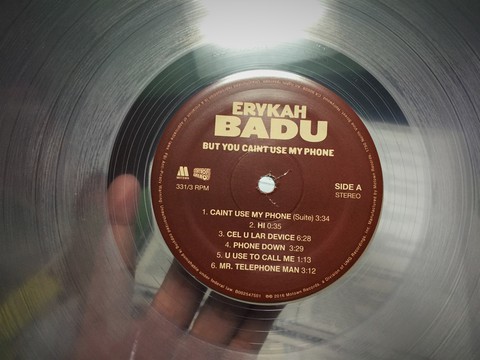 ERYKAH
BADU
BUT YOU CAINT USE MY PHONE
MOTOWN
331/3 RPM
SIDE A
STEREO
1. CAINT USE MY PHONE (Suite) 3:34
2. HI 0:35
3. CEL U LAR DEVICE 6:28
4. PHONE DOWN 3:29
5. U USE TO CALL ME 1:13
6. MR. TELEPHONE MAN 3:12